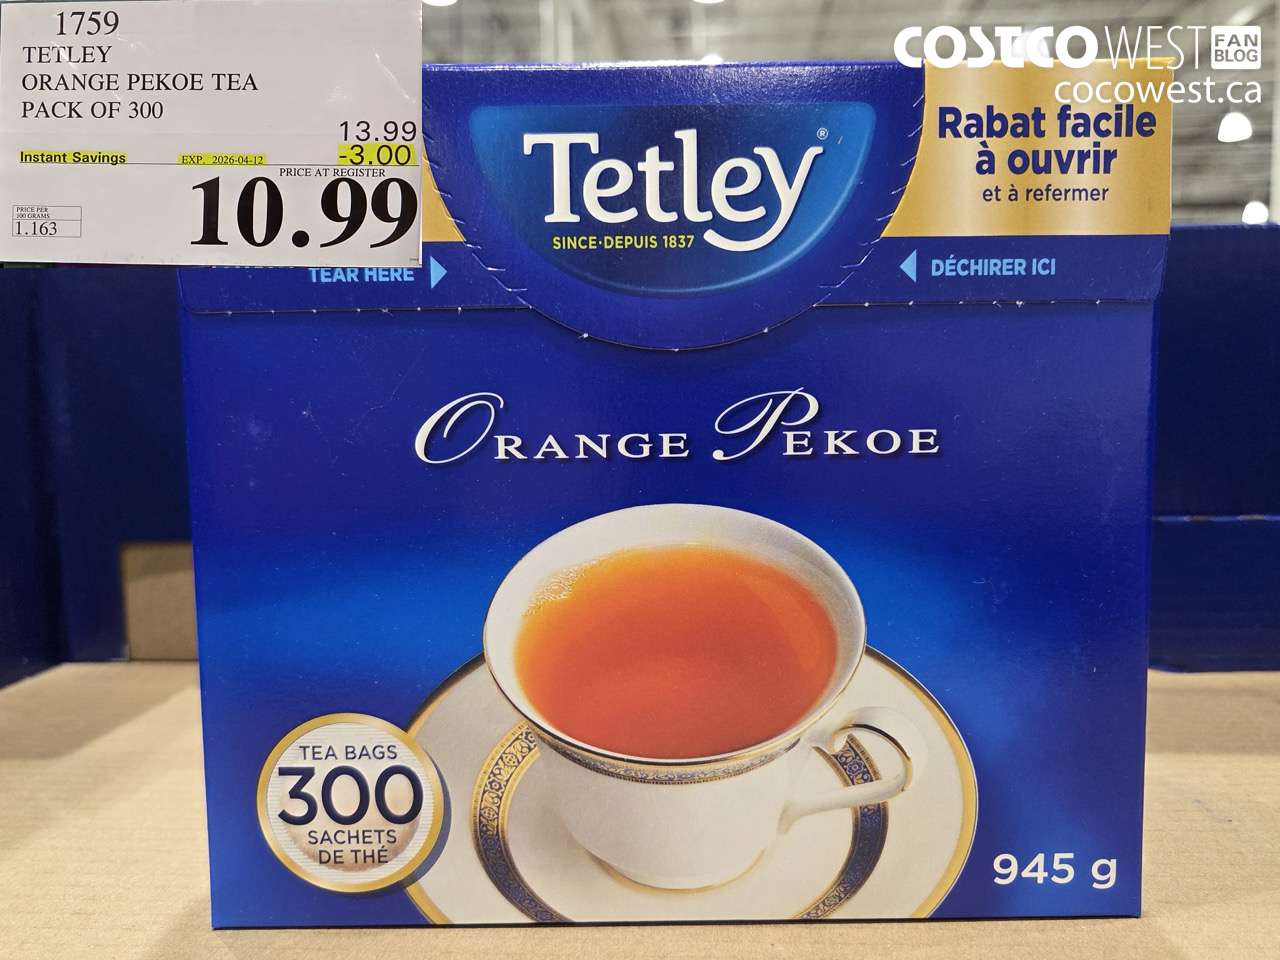 1759
TETLEY
ORANGE PEKOE TEA
PACK OF 300
13.99
Instant Savings EXP. 2026-04-12 -3.00
PRICE AT REGISTER
10.99
PRICE PER
100 GRAMS
1.163
COSTCO WEST FAN BLOG
cocowest.ca
Tetley®
SINCE·DEPUIS 1837
Rabat facile
à ouvrir
et à refermer
TEAR HERE
DÉCHIRER ICI
ORANGE PEKOE
TEA BAGS
300
SACHETS
DE THÉ
945 g